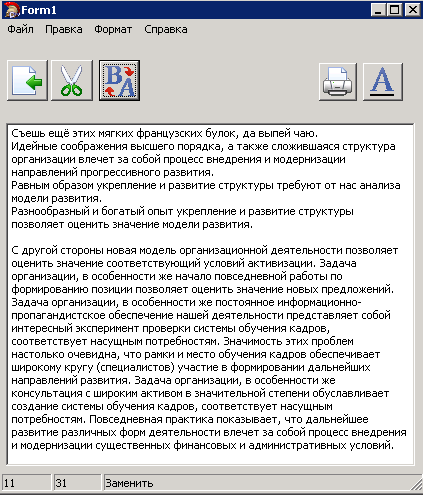 Form1
Файл Правка Формат Справка
B A
A
Съешь ещё этих мягких французских булок, да выпей чаю.
Идейные соображения высшего порядка, а также сложившаяся структура
организации влечет за собой процесс внедрения и модернизации
направлений прогрессивного развития.
Равным образом укрепление и развитие структуры требуют от нас анализа
модели развития.
Разнообразный и богатый опыт укрепление и развитие структуры
позволяет оценить значение модели развития.
С другой стороны новая модель организационной деятельности позволяет
оценить значение соответствующий условий активизации. Задача
организации, в особенности же начало повседневной работы по
формированию позиции позволяет оценить значение новых предложений.
Задача организации, в особенности же постоянное информационно-
пропагандистское обеспечение нашей деятельности представляет собой
интересный эксперимент проверки системы обучения кадров,
соответствует насущным потребностям. Значимость этих проблем
настолько очевидна, что рамки и место обучения кадров обеспечивает
широкому кругу (специалистов) участие в формировании дальнейших
направлений развития. Задача организации, в особенности же
консультация с широким активом в значительной степени обуславливает
создание системы обучения кадров, соответствует насущным
потребностям. Повседневная практика показывает, что дальнейшее
развитие различных форм деятельности влечет за собой процесс внедрения
и модернизации существенных финансовых и административных условий.
11 31 Заменить